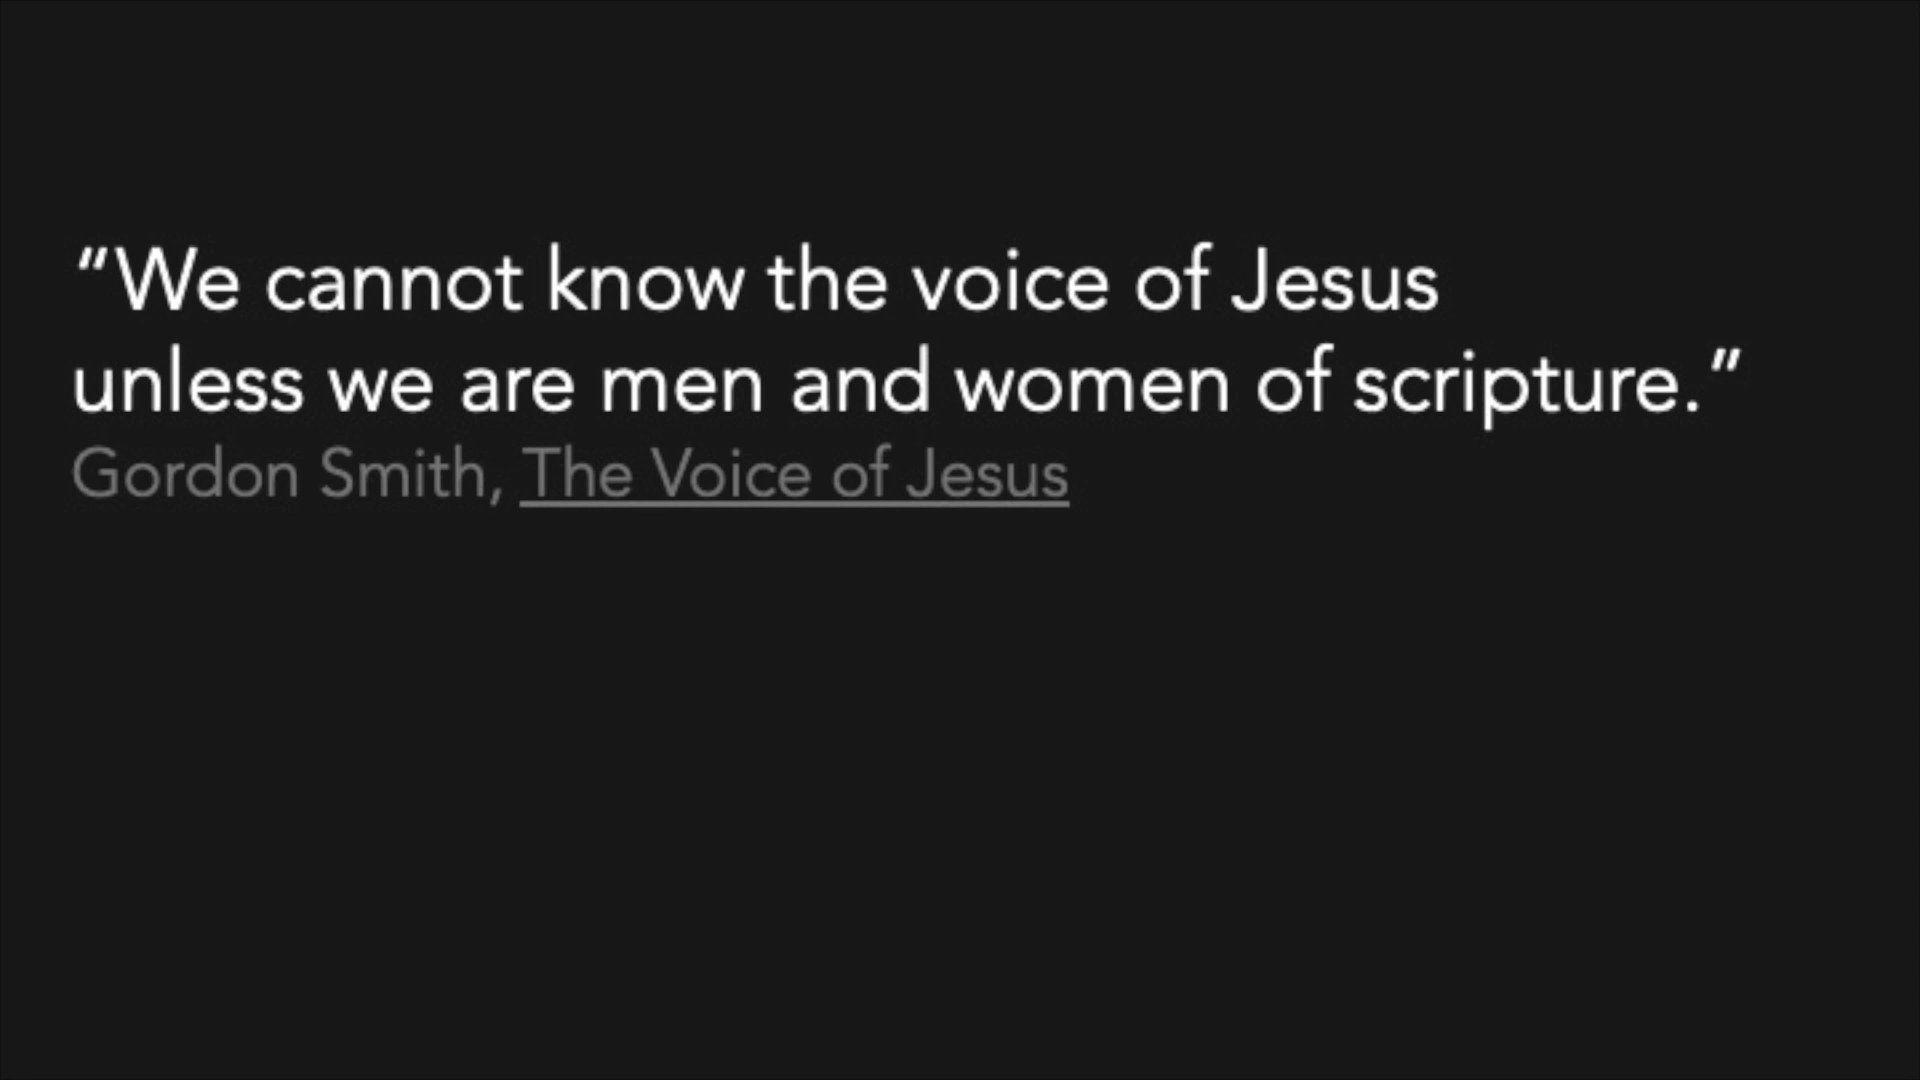 “We cannot know the voice of Jesus
unless we are men and women of scripture.”
Gordon Smith, The Voice of Jesus